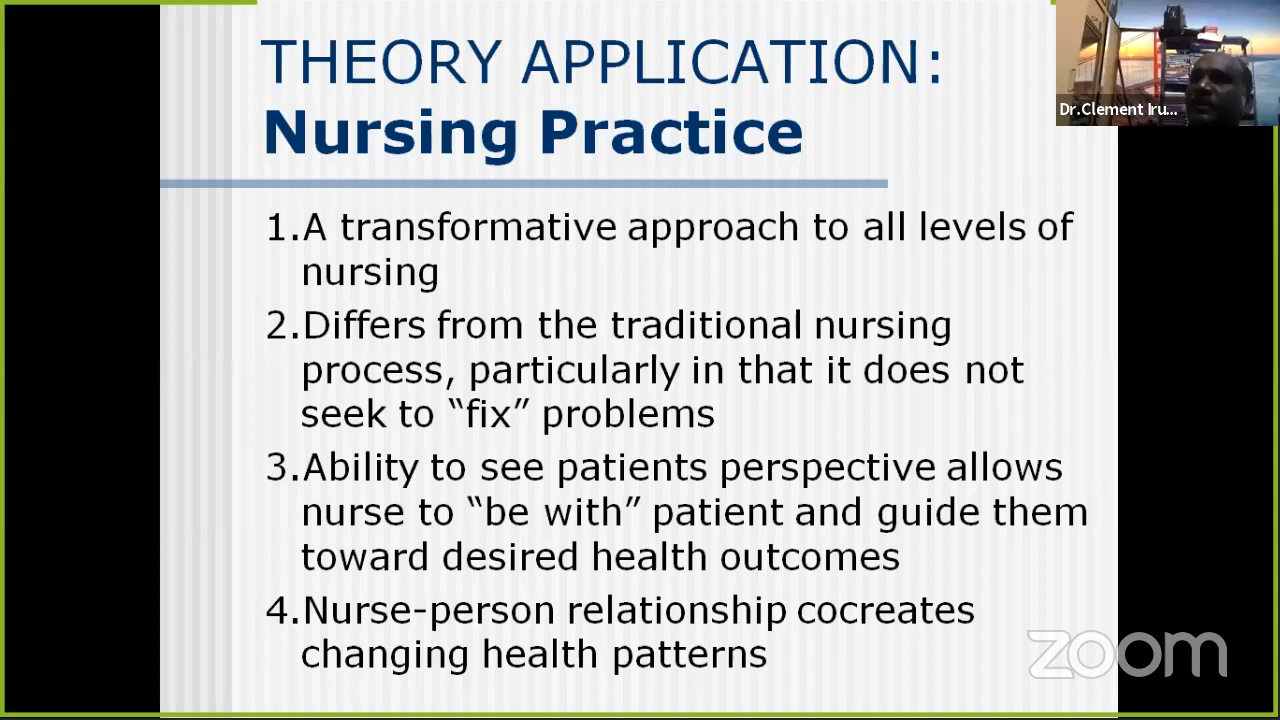 THEORY APPLICATION:
Nursing Practice
Dr.Clement Iru...
1.A transformative approach to all levels of
nursing
2.Differs from the traditional nursing
process, particularly in that it does not
seek to “fix” problems
3.Ability to see patients perspective allows
nurse to “be with” patient and guide them
toward desired health outcomes
4.Nurse-person relationship cocreates
changing health patterns
zoom